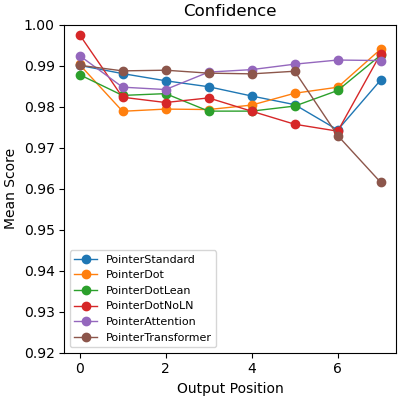 Confidence
1.00
0.99
0.98
0.97
0.96
0.95
0.94
0.93
0.92
Mean Score
PointerStandard
PointerDot
PointerDotLean
PointerDotNoLN
PointerAttention
PointerTransformer
0 2 4 6
Output Position